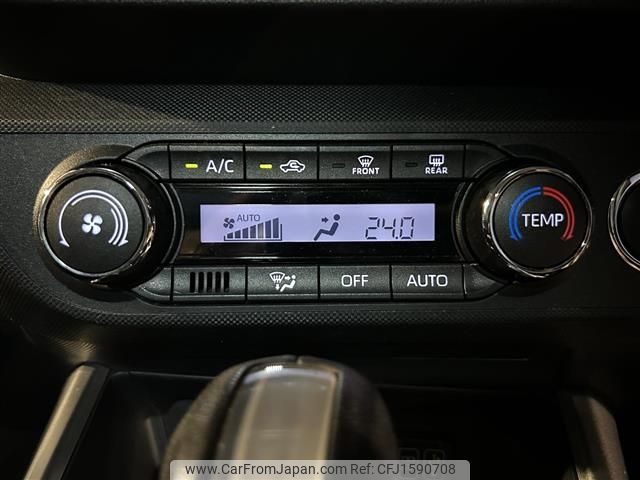 A/C
FRONT
REAR
AUTO
24.0
TEMP
OFF
AUTO
www.CarFromJapan.com Ref:CFJ1590708